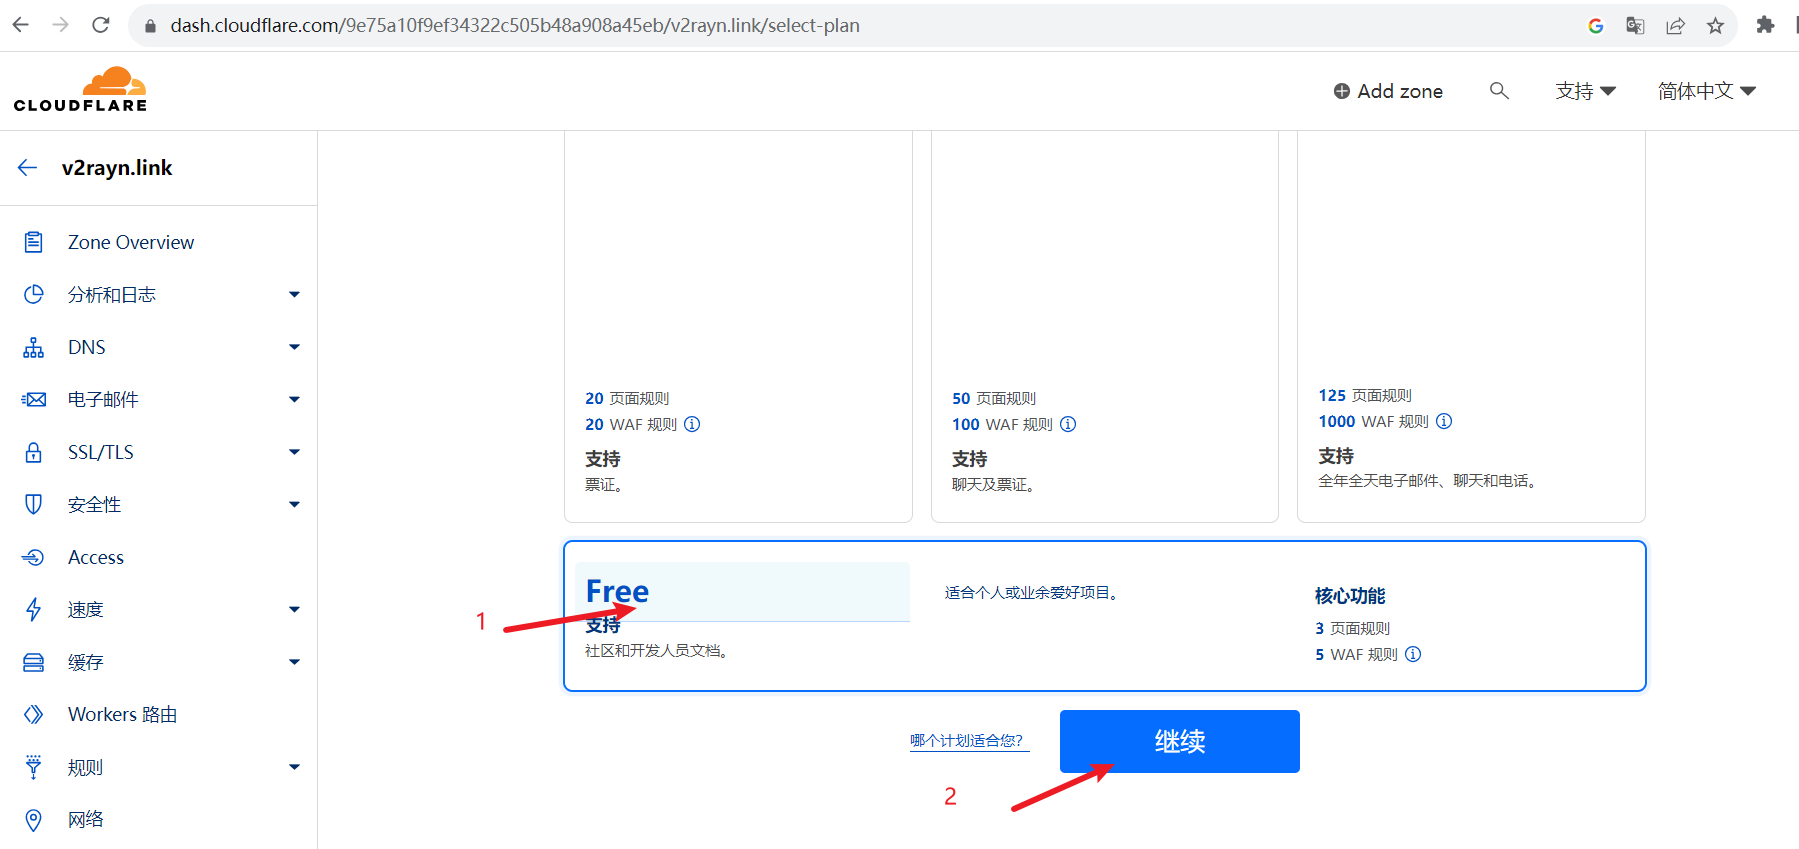 dash.cloudflare.com/9e75a10f9ef34322c505b48a908a45eb/v2rayn.link/select-plan
CLOUDFLARE
Add zone
支持
简体中文
v2rayn.link
Zone Overview
分析和日志
DNS
电子邮件
SSL/TLS
安全性
Access
速度
缓存
Workers 路由
规则
网络
20 页面规则
20 WAF 规则
支持
票证。
50 页面规则
100 WAF 规则
支持
聊天及票证。
125 页面规则
1000 WAF 规则
支持
全年全天电子邮件、聊天和电话。
1
Free
支持
社区和开发人员文档。
适合个人或业余爱好项目。
核心功能
3 页面规则
5 WAF 规则
哪个计划适合您?
继续
2